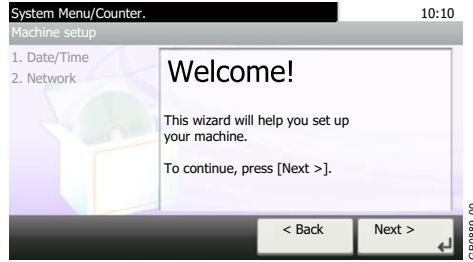 System Menu/Counter.
10:10
Machine setup
1. Date/Time
2. Network
Welcome!
This wizard will help you set up
your machine.
To continue, press [Next >].
< Back
Next >
GB0880_00